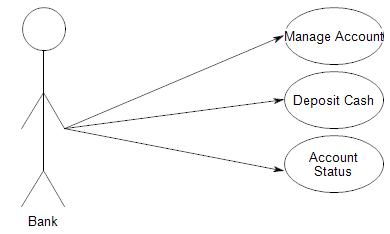 Manage Account
Deposit Cash
Account
Status
Bank